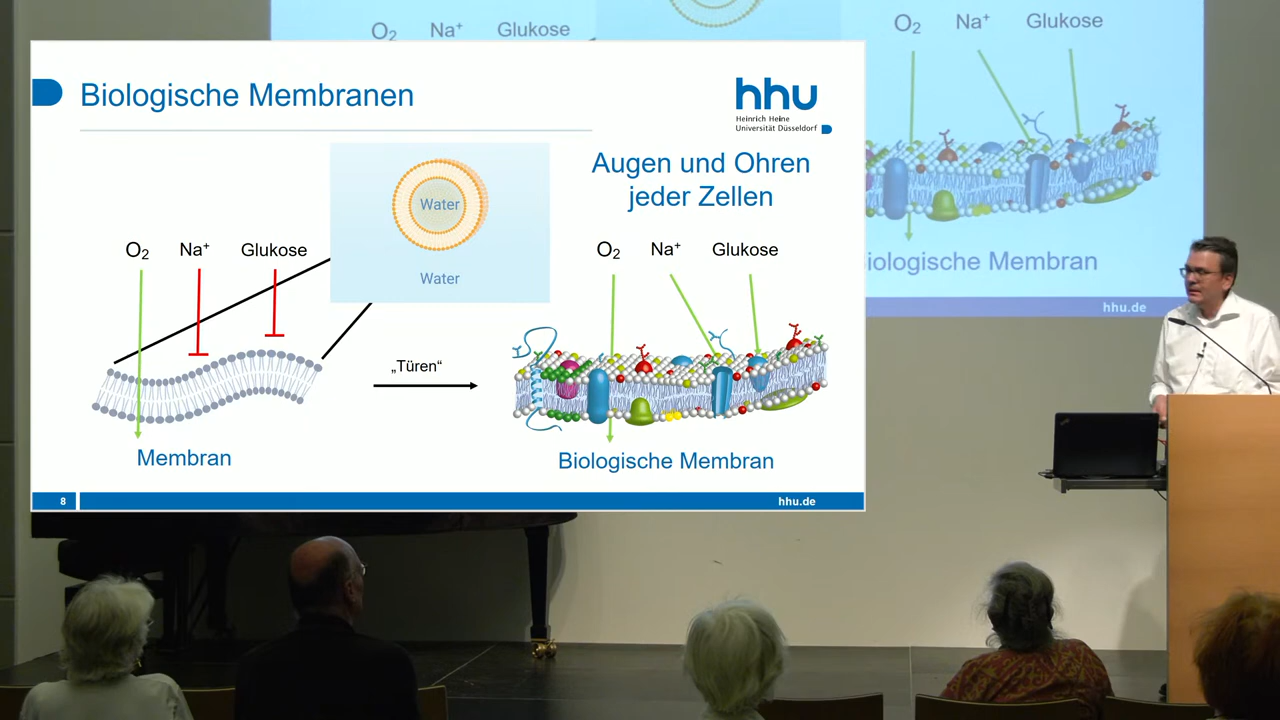 O₂ Na⁺ Glukose
O₂ Na⁺ Glukose
Biologische Membranen
hhu
Heinrich Heine
Universität Düsseldorf
Augen und Ohren
jeder Zellen
Water
Water
O₂ Na⁺ Glukose
O₂ Na⁺ Glukose
„Türen“
Membran
Biologische Membran
8
hhu.de
iologische Membran
hhu.de